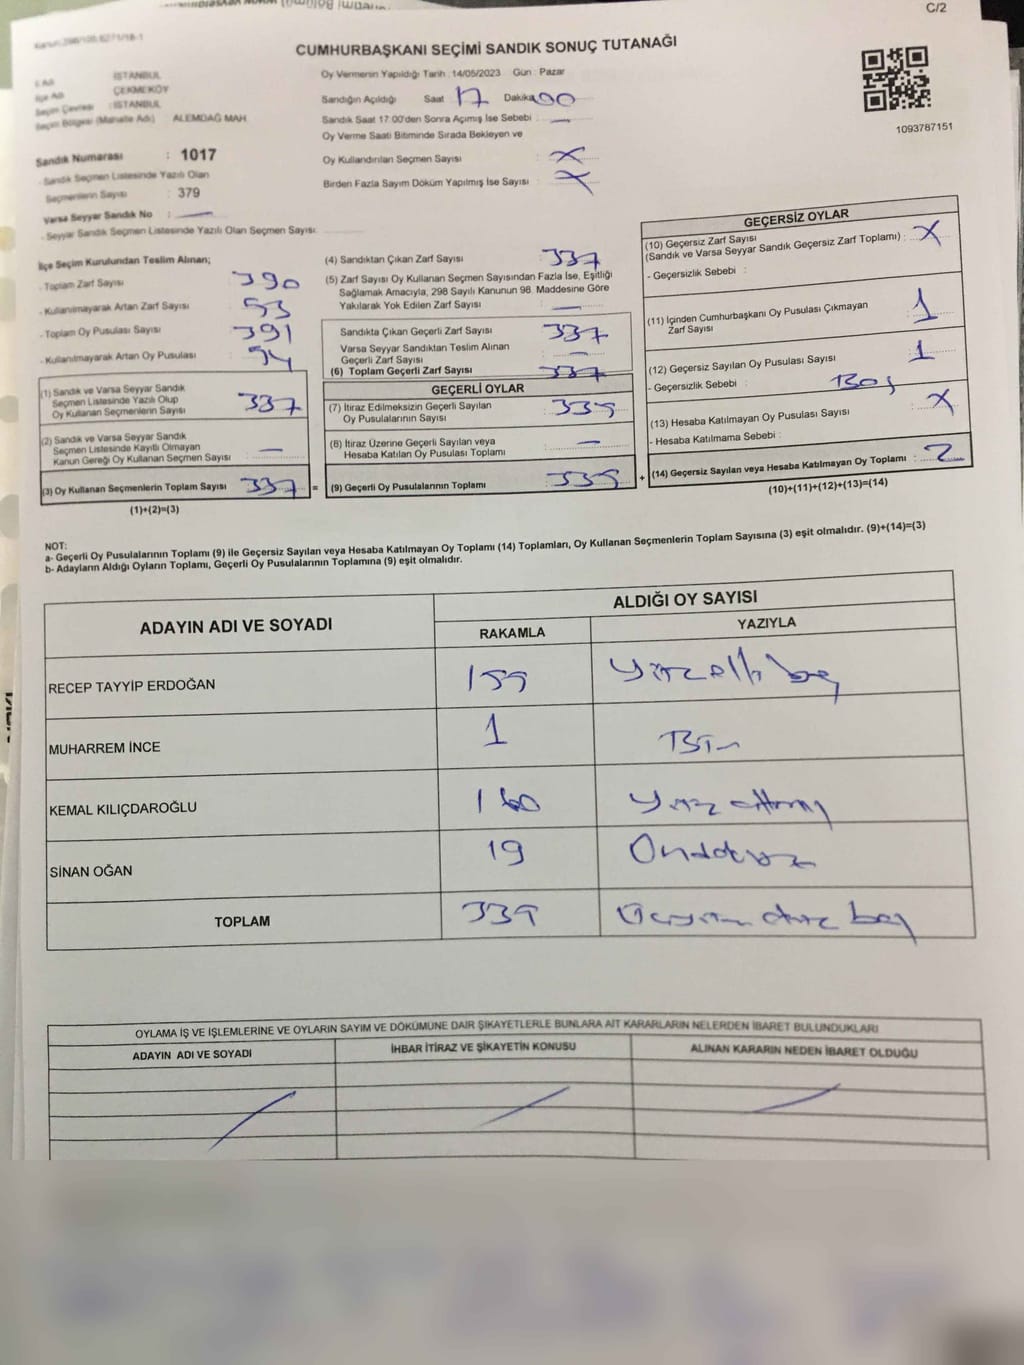 C/2
CUMHURBAŞKANI SEÇİMİ SANDIK SONUÇ TUTANAĞI
İl Adı : İSTANBUL
İlçe Adı : ÇEKMEKÖY
Seçim Çevresi : İSTANBUL
Seçim Bölgesi (Mahalle Adı) : ALEMDAĞ MAH.
Sandık Numarası : 1017
- Sandık Seçmen Listesinde Yazılı Olan
Seçmenlerin Sayısı : 379
Varsa Seyyar Sandık No : —
- Seyyar Sandık Seçmen Listesinde Yazılı Olan Seçmen Sayısı:
Oy Vermenin Yapıldığı Tarih : 14/05/2023 Gün : Pazar
Sandığın Açıldığı Saat 17 Dakika 00
Sandık Saat 17:00'den Sonra Açılmış İse Sebebi : —
Oy Verme Saati Bitiminde Sırada Bekleyen ve
Oy Kullandırılan Seçmen Sayısı : X
Birden Fazla Sayım Döküm Yapılmış İse Sayısı : X
1093787151
İlçe Seçim Kurulundan Teslim Alınan;
- Toplam Zarf Sayısı : 390
- Kullanılmayarak Artan Zarf Sayısı : 53
- Toplam Oy Pusulası Sayısı : 391
- Kullanılmayarak Artan Oy Pusulası : 54
(1) Sandık ve Varsa Seyyar Sandık
Seçmen Listesinde Yazılı Olup
Oy Kullanan Seçmenlerin Sayısı : 337
(2) Sandık ve Varsa Seyyar Sandık
Seçmen Listesinde Kayıtlı Olmayan
Kanun Gereği Oy Kullanan Seçmen Sayısı : —
(3) Oy Kullanan Seçmenlerin Toplam Sayısı : 337 =
(1)+(2)=(3)
(4) Sandıktan Çıkan Zarf Sayısı : 337
(5) Zarf Sayısı Oy Kullanan Seçmen Sayısından Fazla İse, Eşitliği
Sağlamak Amacıyla, 298 Sayılı Kanunun 98. Maddesine Göre
Yakılarak Yok Edilen Zarf Sayısı : —
Sandıkta Çıkan Geçerli Zarf Sayısı : 337
Varsa Seyyar Sandıktan Teslim Alınan
Geçerli Zarf Sayısı : —
(6) Toplam Geçerli Zarf Sayısı : 337
GEÇERLİ OYLAR
(7) İtiraz Edilmeksizin Geçerli Sayılan
Oy Pusulalarının Sayısı : 335
(8) İtiraz Üzerine Geçerli Sayılan veya
Hesaba Katılan Oy Pusulası Toplamı : —
(9) Geçerli Oy Pusulalarının Toplamı : 335 +
GEÇERSİZ OYLAR
(10) Geçersiz Zarf Sayısı
(Sandık ve Varsa Seyyar Sandık Geçersiz Zarf Toplamı) : X
- Geçersizlik Sebebi :
(11) İçinden Cumhurbaşkanı Oy Pusulası Çıkmayan
Zarf Sayısı : 1
(12) Geçersiz Sayılan Oy Pusulası Sayısı : 1
- Geçersizlik Sebebi : Boş
(13) Hesaba Katılmayan Oy Pusulası Sayısı : X
- Hesaba Katılmama Sebebi :
(14) Geçersiz Sayılan veya Hesaba Katılmayan Oy Toplamı : 2
(10)+(11)+(12)+(13)=(14)
NOT:
a- Geçerli Oy Pusulalarının Toplamı (9) ile Geçersiz Sayılan veya Hesaba Katılmayan Oy Toplamı (14) Toplamları, Oy Kullanan Seçmenlerin Toplam Sayısına (3) eşit olmalıdır. (9)+(14)=(3)
b- Adayların Aldığı Oyların Toplamı, Geçerli Oy Pusulalarının Toplamına (9) eşit olmalıdır.
ADAYIN ADI VE SOYADI
ALDIĞI OY SAYISI
RAKAMLA YAZIYLA
RECEP TAYYİP ERDOĞAN 155 Yüzelli beş
MUHARREM İNCE 1 Bir
KEMAL KILIÇDAROĞLU 160 Yüz altmış
SİNAN OĞAN 19 Ondokuz
TOPLAM 335 Üçyüz otuz beş
OYLAMA İŞ VE İŞLEMLERİNE VE OYLARIN SAYIM VE DÖKÜMÜNE DAİR ŞİKAYETLERLE BUNLARA AİT KARARLARIN NELERDEN İBARET BULUNDUKLARI
ADAYIN ADI VE SOYADI İHBAR İTİRAZ VE ŞİKAYETİN KONUSU ALINAN KARARIN NEDEN İBARET OLDUĞU